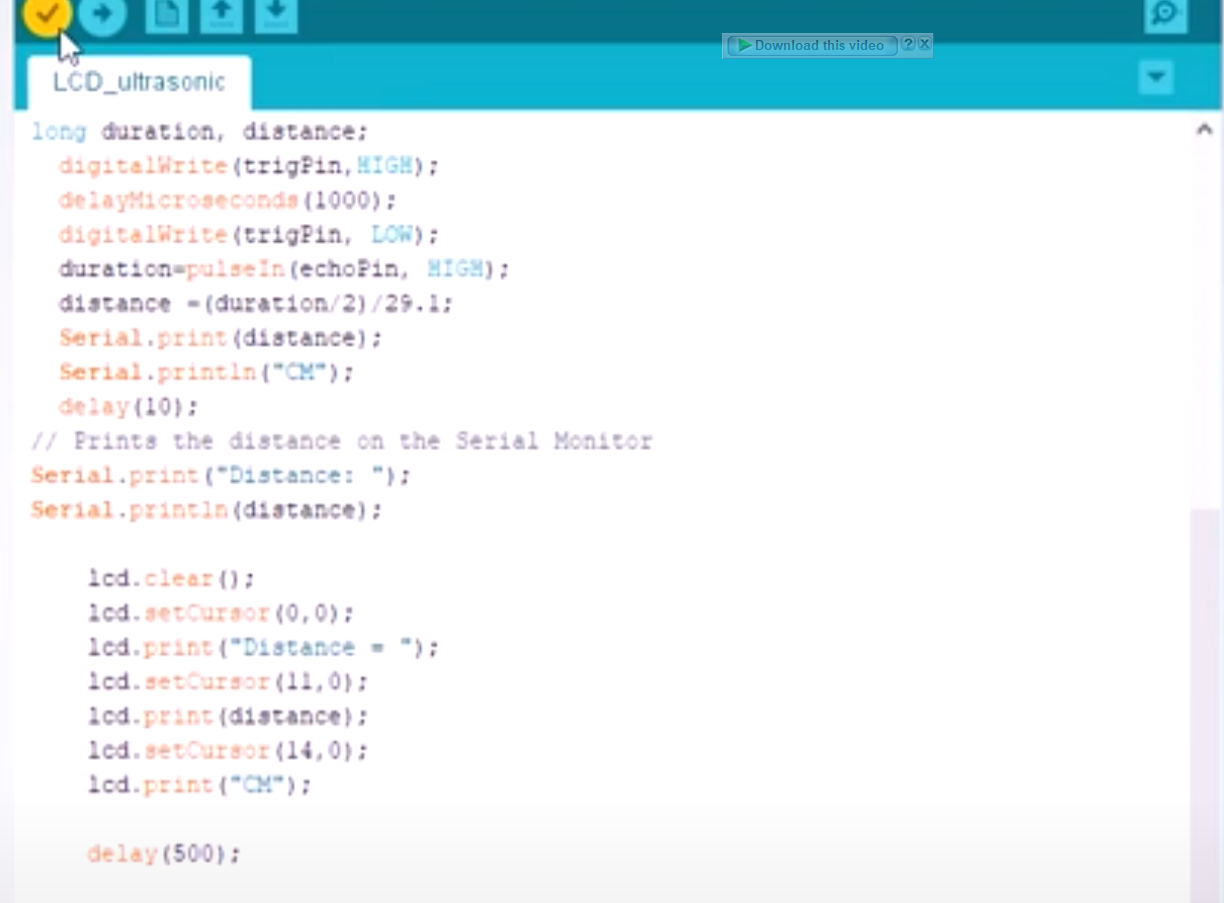 Download this video ? X
LCD_ultrasonic
long duration, distance;
digitalWrite(trigPin,HIGH);
delayMicroseconds(1000);
digitalWrite(trigPin, LOW);
duration=pulseIn(echoPin, HIGH);
distance =(duration/2)/29.1;
Serial.print(distance);
Serial.println("CM");
delay(10);
// Prints the distance on the Serial Monitor
Serial.print("Distance: ");
Serial.println(distance);
lcd.clear();
lcd.setCursor(0,0);
lcd.print("Distance = ");
lcd.setCursor(11,0);
lcd.print(distance);
lcd.setCursor(14,0);
lcd.print("CM");
delay(500);